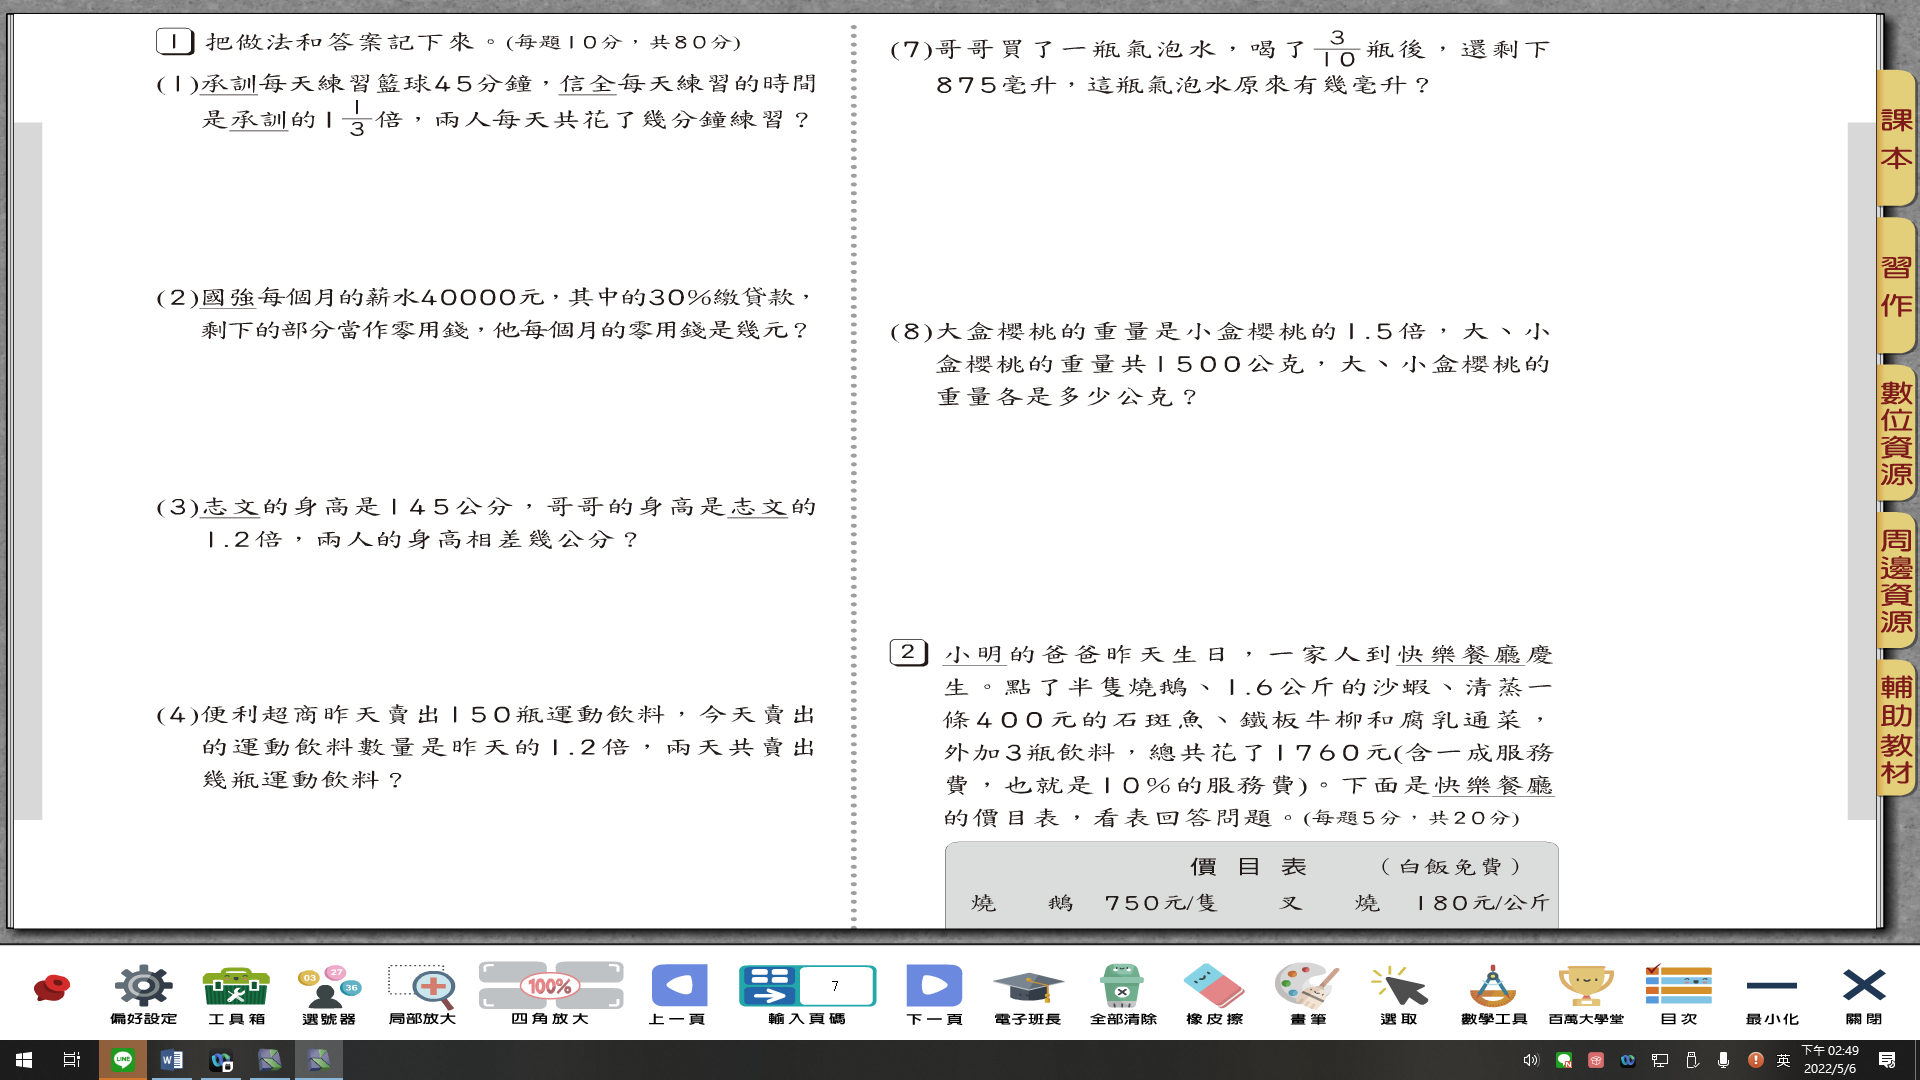 1 把做法和答案記下來。(每題10分，共80分)
(1)承訓每天練習籃球45分鐘，信全每天練習的時間
是承訓的1 1/3倍，兩人每天共花了幾分鐘練習？
(2)國強每個月的薪水40000元，其中的30%繳貸款，
剩下的部分當作零用錢，他每個月的零用錢是幾元？
(3)志文的身高是145公分，哥哥的身高是志文的
1.2倍，兩人的身高相差幾公分？
(4)便利超商昨天賣出150瓶運動飲料，今天賣出
的運動飲料數量是昨天的1.2倍，兩天共賣出
幾瓶運動飲料？
(7)哥哥買了一瓶氣泡水，喝了3/10瓶後，還剩下
875毫升，這瓶氣泡水原來有幾毫升？
(8)大盒櫻桃的重量是小盒櫻桃的1.5倍，大、小
盒櫻桃的重量共1500公克，大、小盒櫻桃的
重量各是多少公克？
2 小明的爸爸昨天生日，一家人到快樂餐廳慶
生。點了半隻燒鵝、1.6公斤的沙蝦、清蒸一
條400元的石斑魚、鐵板牛柳和腐乳通菜，
外加3瓶飲料，總共花了1760元(含一成服務
費，也就是10%的服務費)。下面是快樂餐廳
的價目表，看表回答問題。(每題5分，共20分)
價目表 (白飯免費)
燒鵝 750元/隻 叉燒 180元/公斤
課本
習作
數位資源
周邊資源
輔助教材
03 27 36
100%
7
偏好設定 工具箱 選號器 局部放大 四角放大 上一頁 輸入頁碼 下一頁 電子班長 全部清除 橡皮擦 畫筆 選取 數學工具 百萬大學堂 目次 最小化 關閉
LINE
英
下午 02:49
2022/5/6